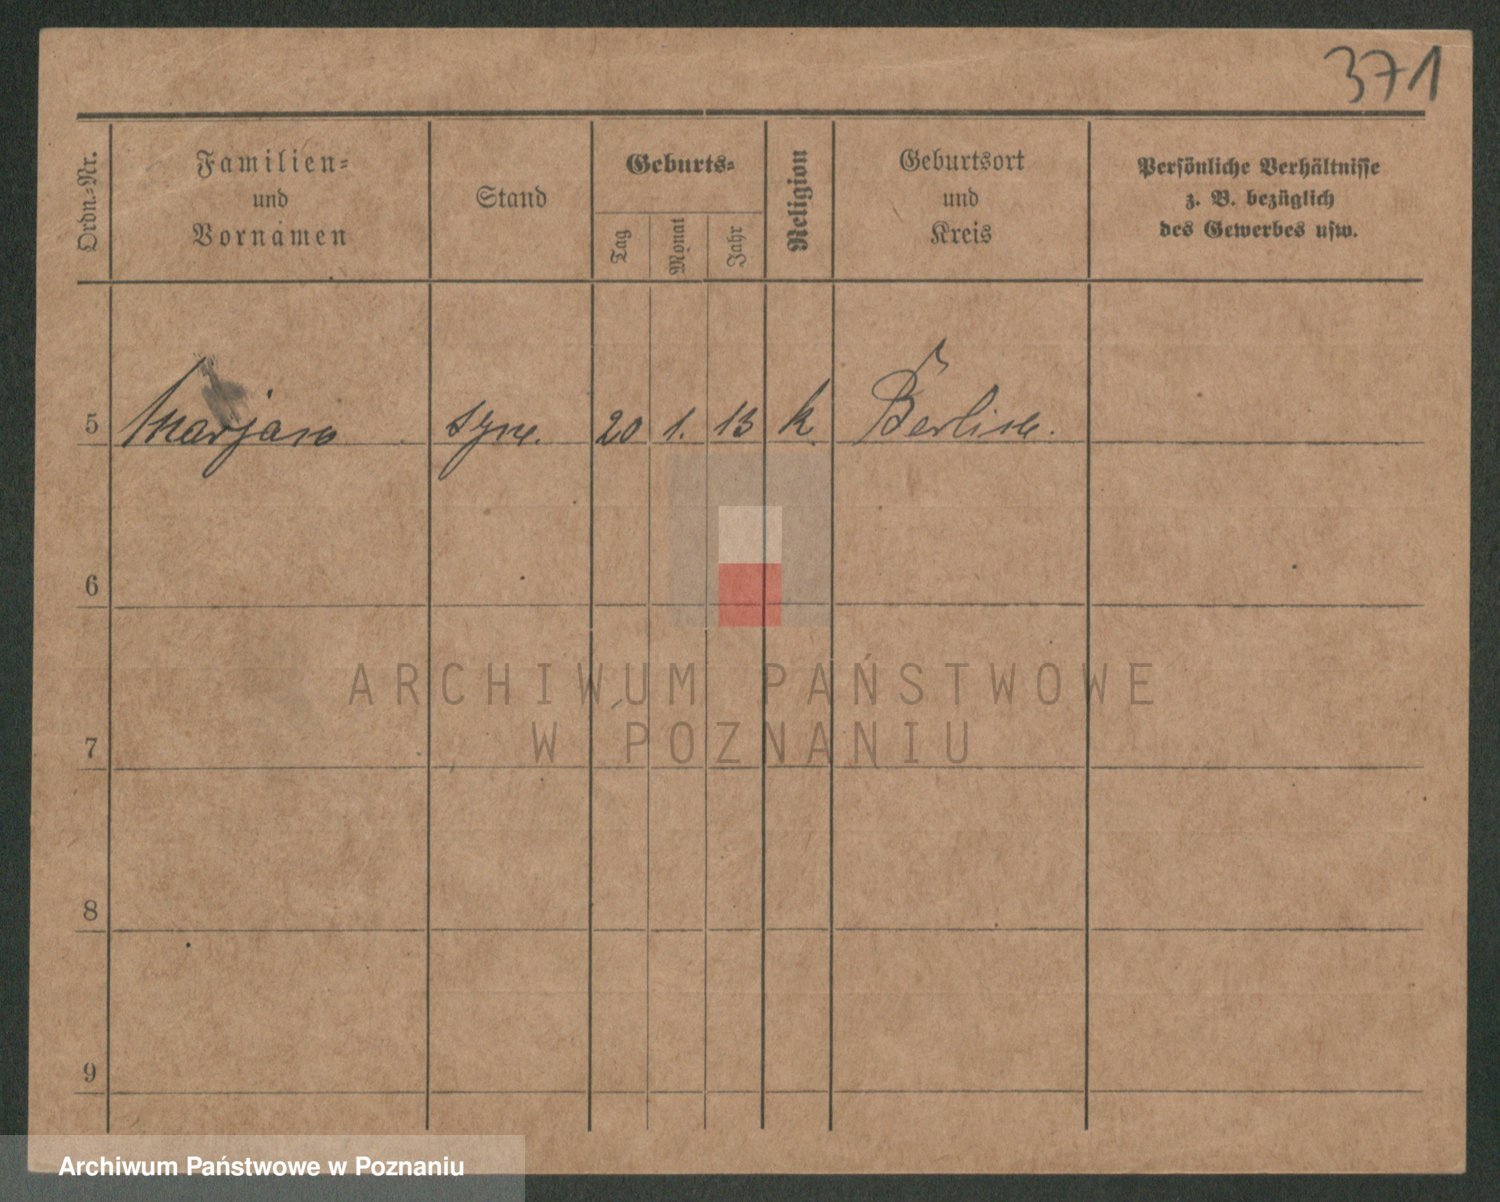 371
Ordn.=Nr.
Familien=
und
Vornamen
Stand
Geburts=
Tag
Monat
Jahr
Religion
Geburtsort
und
Kreis
Persönliche Verhältnisse
z. B. bezüglich
des Gewerbes usw.
5 Marjan syn. 20 1. 13 k. Berlin.
6
7
8
9
ARCHIWUM PAŃSTWOWE
W POZNANIU
Archiwum Państwowe w Poznaniu